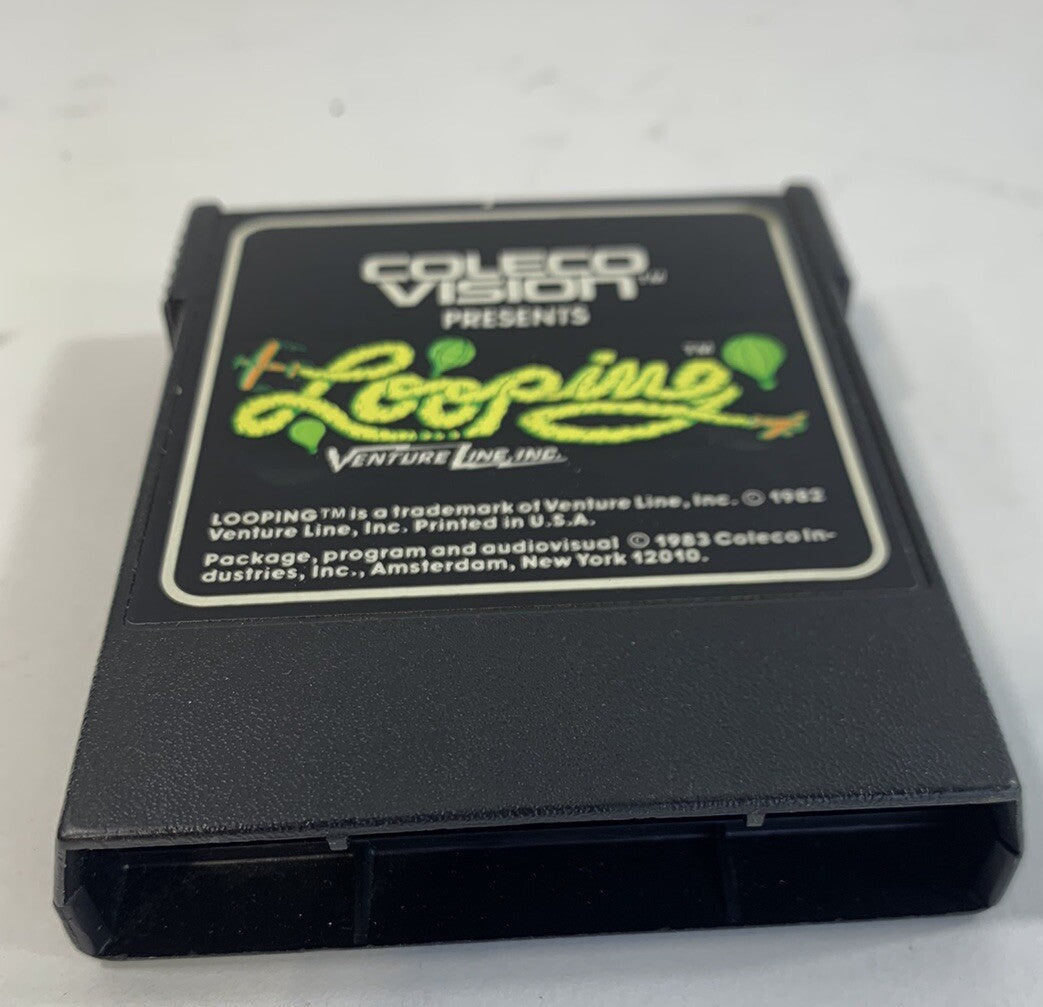 COLECO
VISION™
PRESENTS
Looping™
VENTURE LINE, INC.
LOOPING™ is a trademark of Venture Line, Inc. © 1982
Venture Line, Inc. Printed in U.S.A.
Package, program and audiovisual © 1983 Coleco In-
dustries, Inc., Amsterdam, New York 12010.